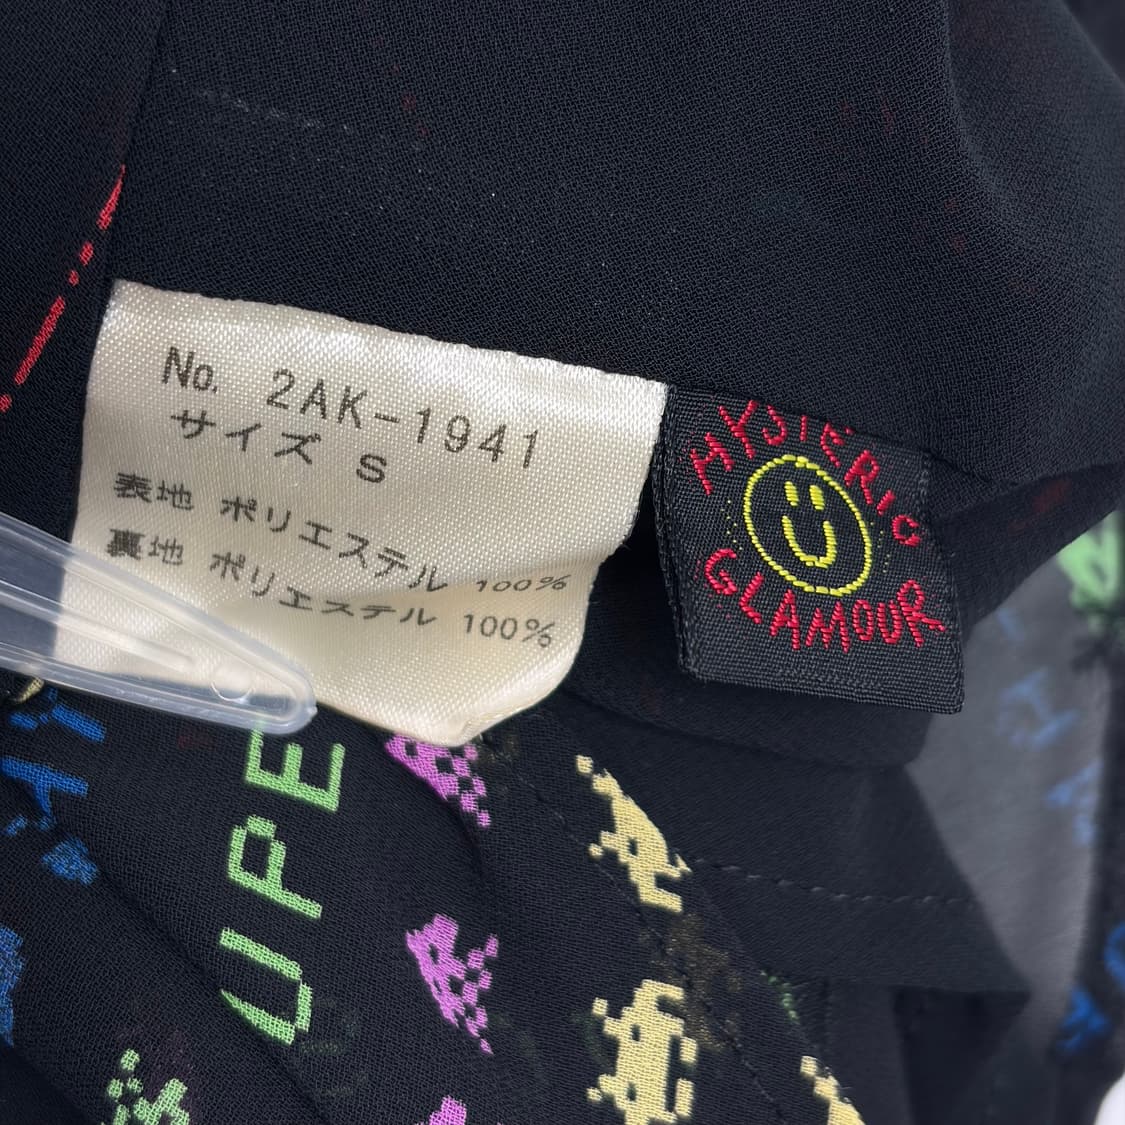 No. 2AK-1941
サイズ S
表地 ポリエステル 100%
裏地 ポリエステル 100%
HYSTERIC
GLAMOUR
UPE